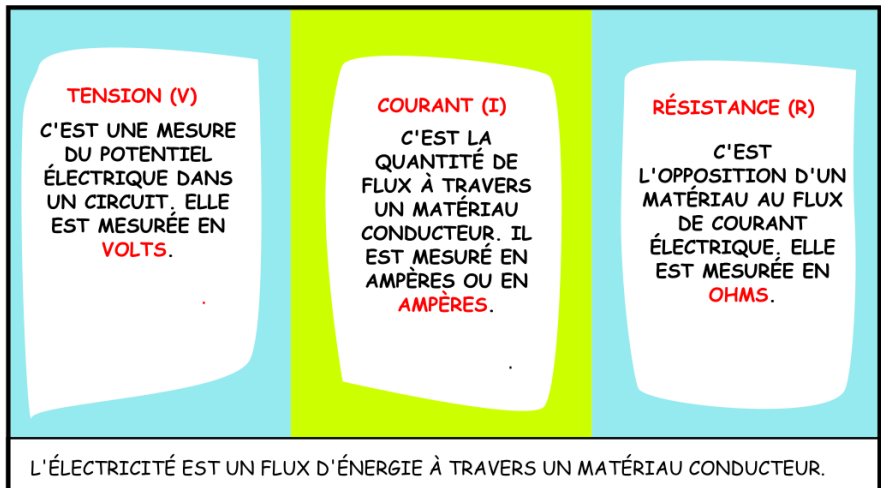 TENSION (V)
C'EST UNE MESURE
DU POTENTIEL
ÉLECTRIQUE DANS
UN CIRCUIT. ELLE
EST MESURÉE EN
VOLTS.
.
COURANT (I)
C'EST LA
QUANTITÉ DE
FLUX À TRAVERS
UN MATÉRIAU
CONDUCTEUR. IL
EST MESURÉ EN
AMPÈRES OU EN
AMPÈRES.
.
RÉSISTANCE (R)
C'EST
L'OPPOSITION D'UN
MATÉRIAU AU FLUX
DE COURANT
ÉLECTRIQUE. ELLE
EST MESURÉE EN
OHMS.
L'ÉLECTRICITÉ EST UN FLUX D'ÉNERGIE À TRAVERS UN MATÉRIAU CONDUCTEUR.